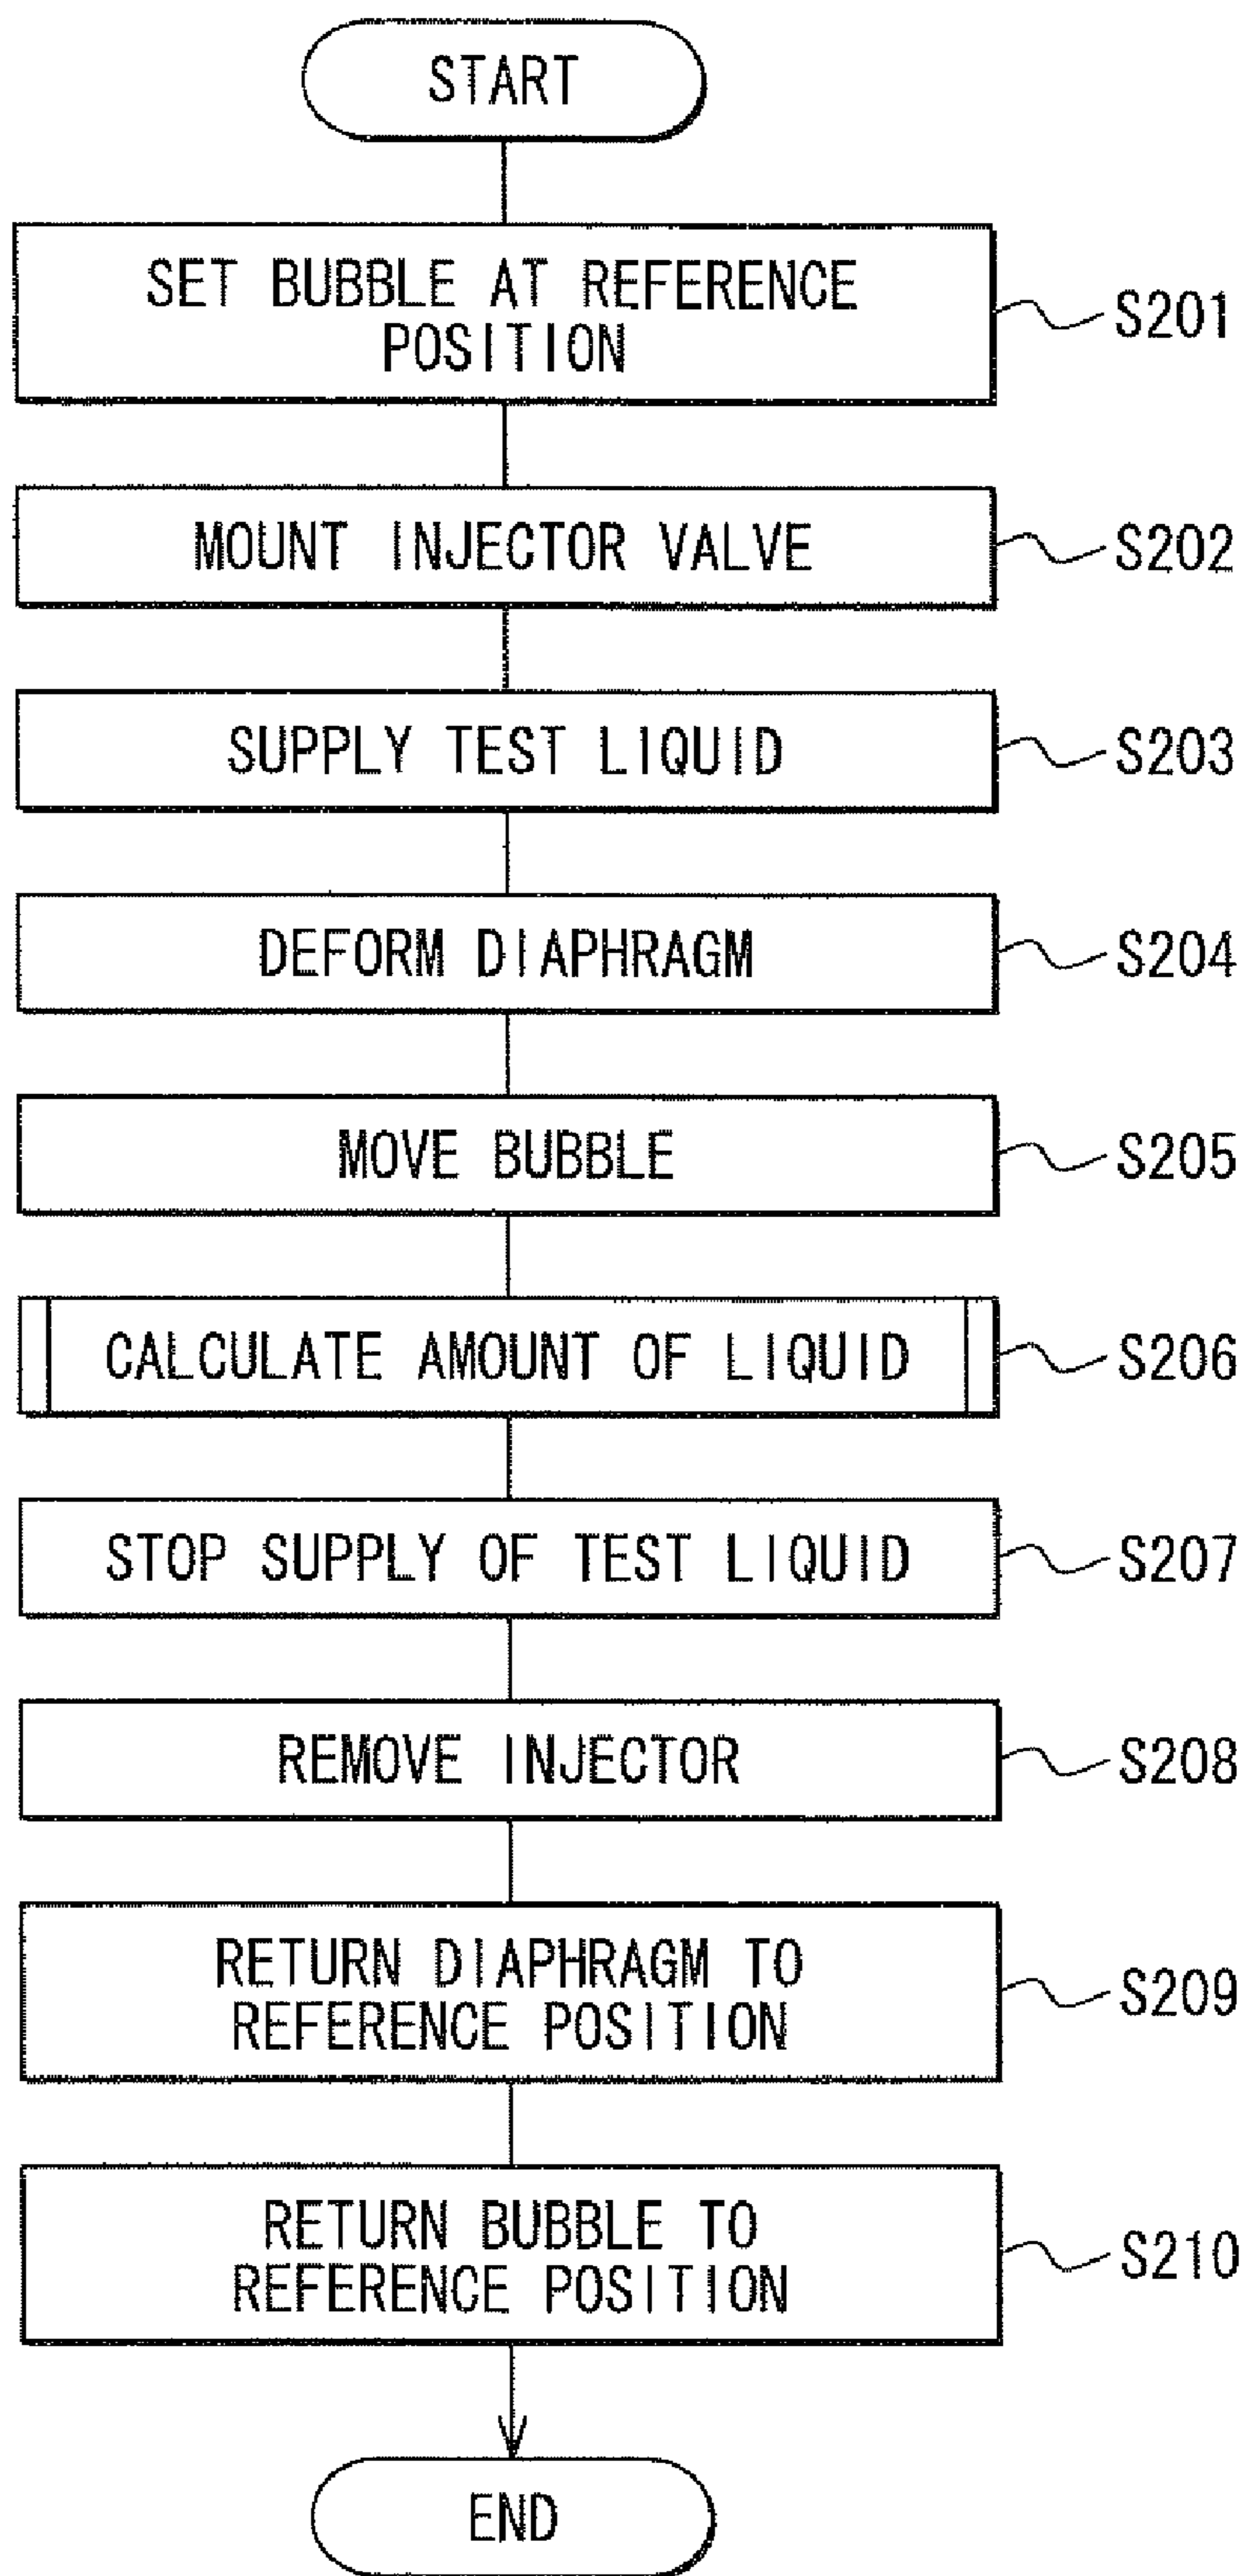 START
SET BUBBLE AT REFERENCE
POSITION
S201
MOUNT INJECTOR VALVE
S202
SUPPLY TEST LIQUID
S203
DEFORM DIAPHRAGM
S204
MOVE BUBBLE
S205
CALCULATE AMOUNT OF LIQUID
S206
STOP SUPPLY OF TEST LIQUID
S207
REMOVE INJECTOR
S208
RETURN DIAPHRAGM TO
REFERENCE POSITION
S209
RETURN BUBBLE TO
REFERENCE POSITION
S210
END